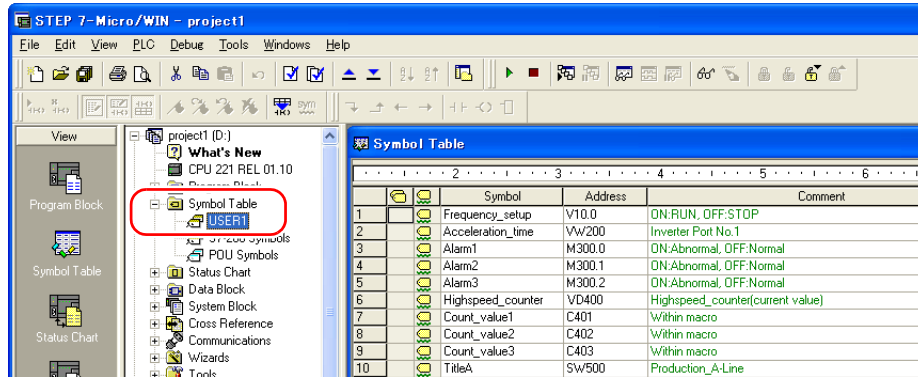 STEP 7-Micro/WIN - project1
File Edit View PLC Debug Tools Windows Help
sym
View
Program Block
Symbol Table
Status Chart
project1 (D:)
What's New
CPU 221 REL 01.10
Program Block
Symbol Table
USER1
S7-200 Symbols
POU Symbols
Status Chart
Data Block
System Block
Cross Reference
Communications
Wizards
Tools
Symbol Table
2 3 4 5 6
Symbol Address Comment
1 Frequency_setup V10.0 ON:RUN, OFF:STOP
2 Acceleration_time VW200 Inverter Port No.1
3 Alarm1 M300.0 ON:Abnormal, OFF:Normal
4 Alarm2 M300.1 ON:Abnormal, OFF:Normal
5 Alarm3 M300.2 ON:Abnormal, OFF:Normal
6 Highspeed_counter VD400 Highspeed_counter(current value)
7 Count_value1 C401 Within macro
8 Count_value2 C402 Within macro
9 Count_value3 C403 Within macro
10 TitleA SW500 Production_A-Line